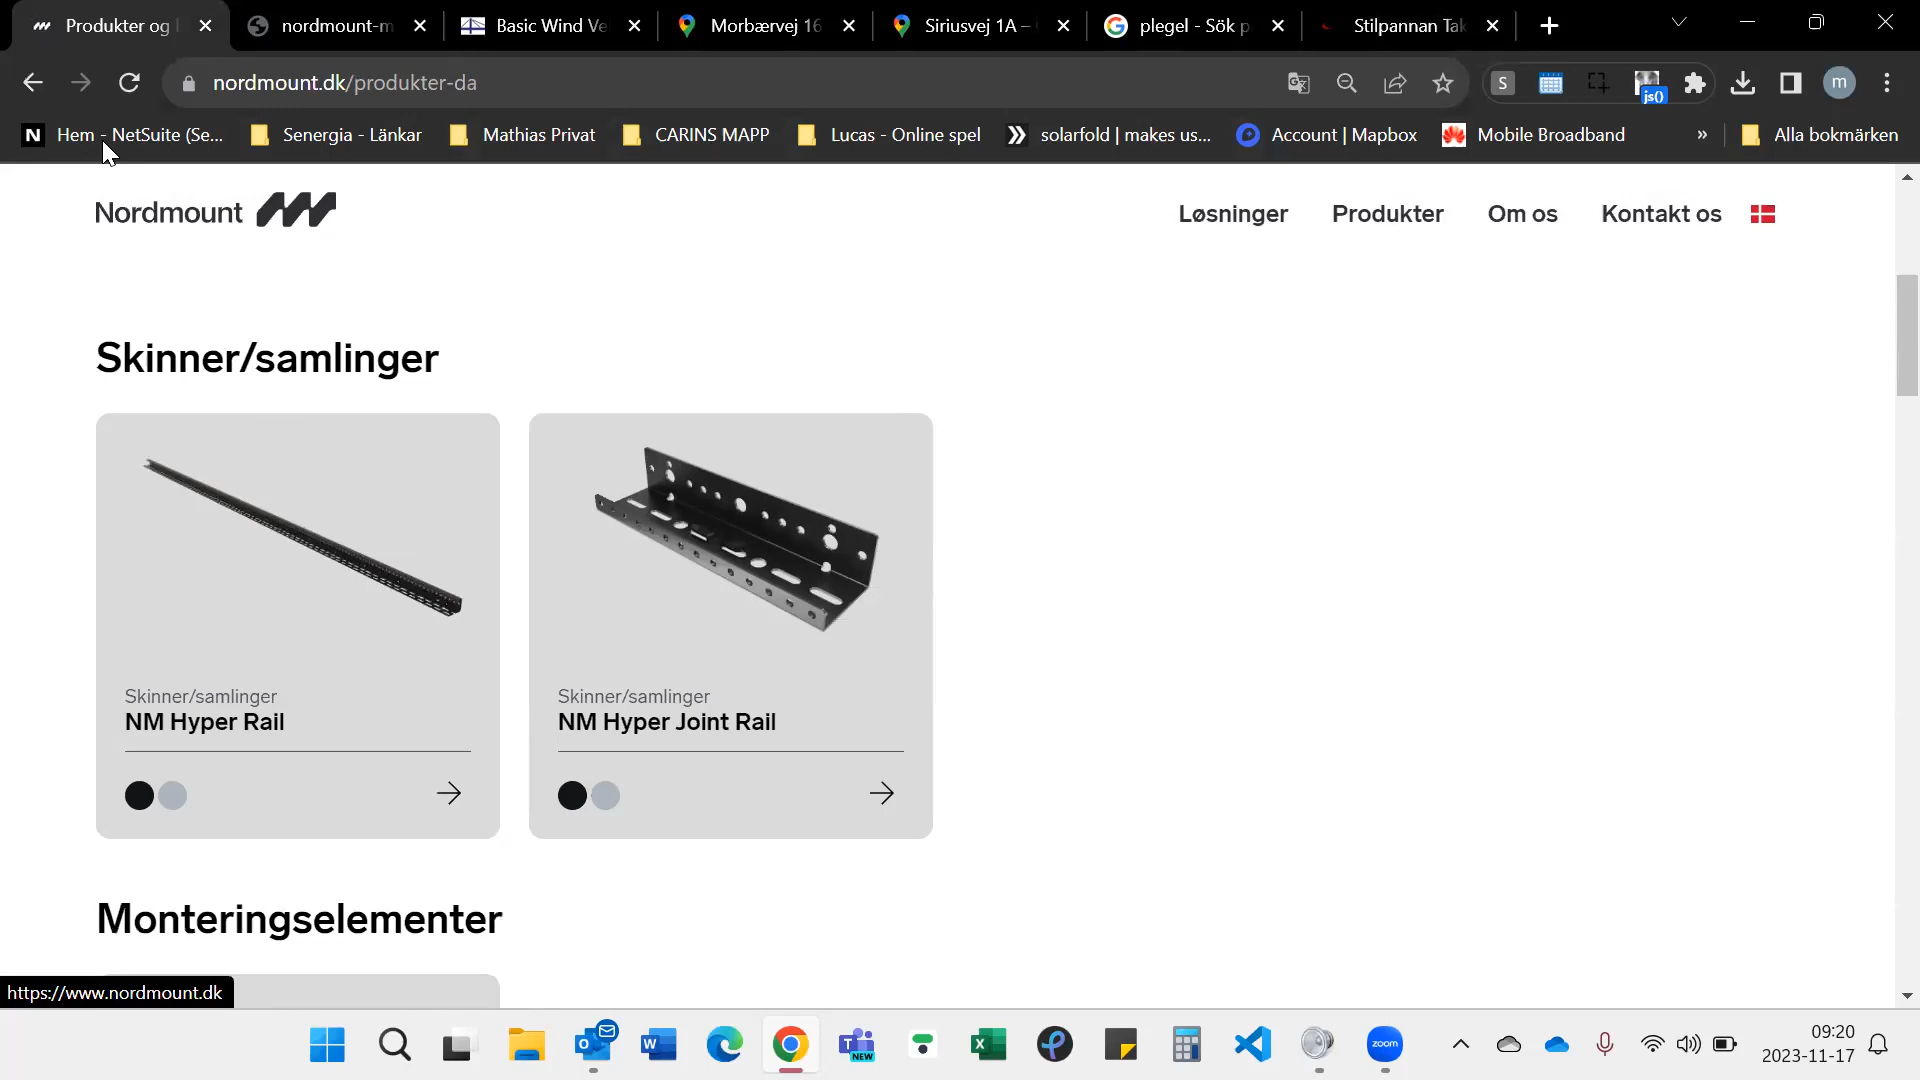 Produkter og
nordmount-m
Basic Wind Ve
Morbærvej 16
Siriusvej 1A –
plegel - Sök p
Stilpannan Tak
nordmount.dk/produkter-da
S
js()
m
N
Hem - NetSuite (Se...
Senergia - Länkar
Mathias Privat
CARINS MAPP
Lucas - Online spel
solarfold | makes us...
Account | Mapbox
Mobile Broadband
»
Alla bokmärken
Nordmount
Løsninger
Produkter
Om os
Kontakt os
Skinner/samlinger
Skinner/samlinger
NM Hyper Rail
Skinner/samlinger
NM Hyper Joint Rail
Monteringselementer
https://www.nordmount.dk
NEW
zoom
09:20
2023-11-17